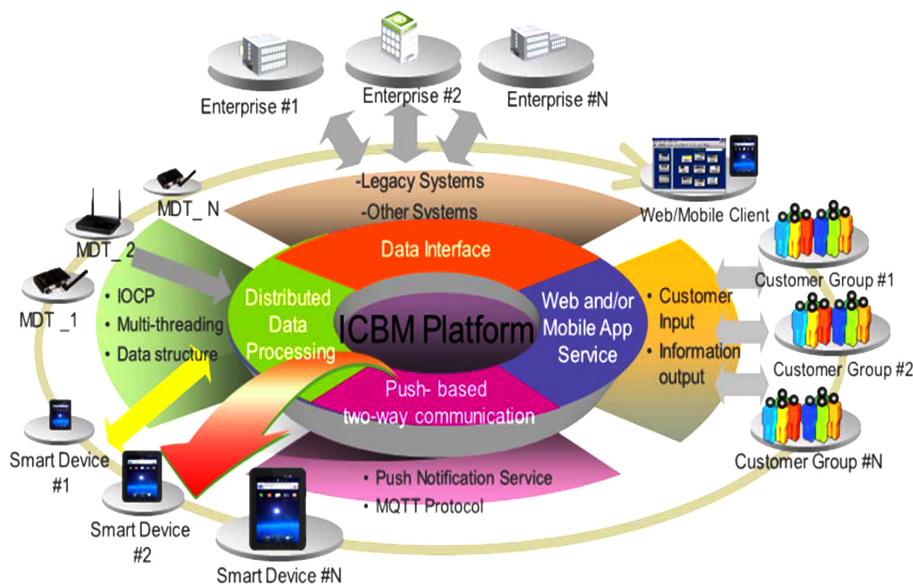 Enterprise #1
Enterprise #2
Enterprise #N
-Legacy Systems
-Other Systems
Web/Mobile Client
MDT_ N
MDT_ 2
MDT _1
Data Interface
• IOCP
• Multi-threading
• Data structure
Distributed
Data
Processing
ICBM Platform
Web and/or
Mobile App
Service
• Customer
Input
• Information
output
Customer Group #1
Customer Group #2
Customer Group #N
Push- based
two-way communication
• Push Notification Service
• MQTT Protocol
Smart Device
#1
Smart Device
#2
Smart Device #N